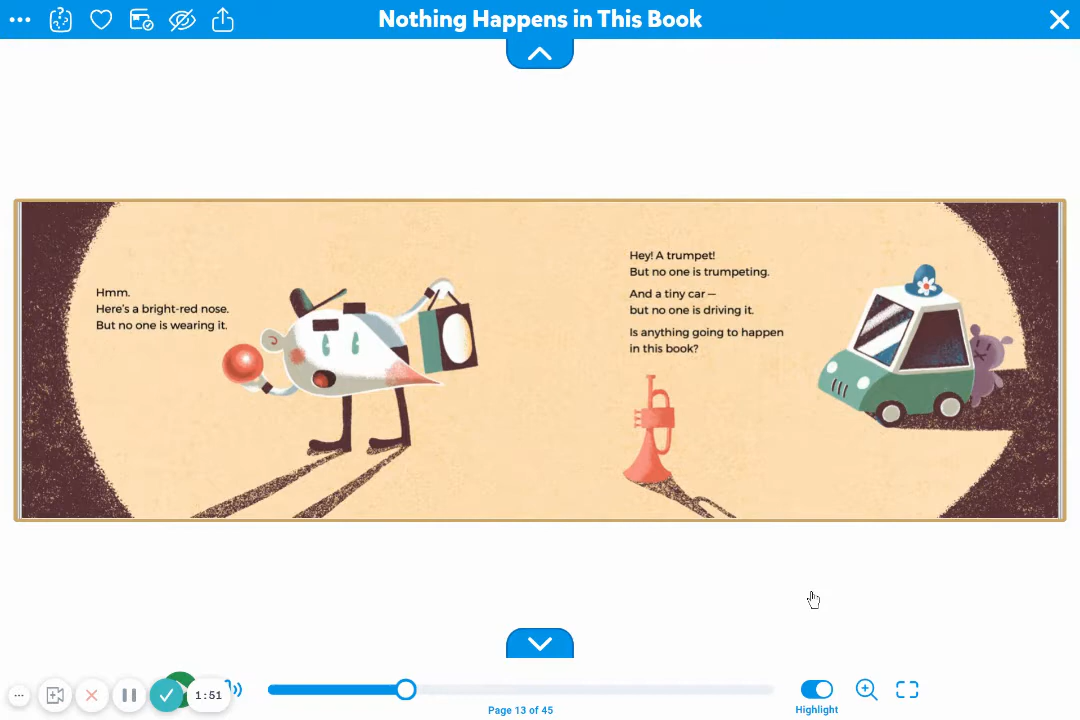 Nothing Happens in This Book
Hmm.
Here's a bright-red nose.
But no one is wearing it.
Hey! A trumpet!
But no one is trumpeting.
And a tiny car —
but no one is driving it.
Is anything going to happen
in this book?
1:51
Page 13 of 45
Highlight